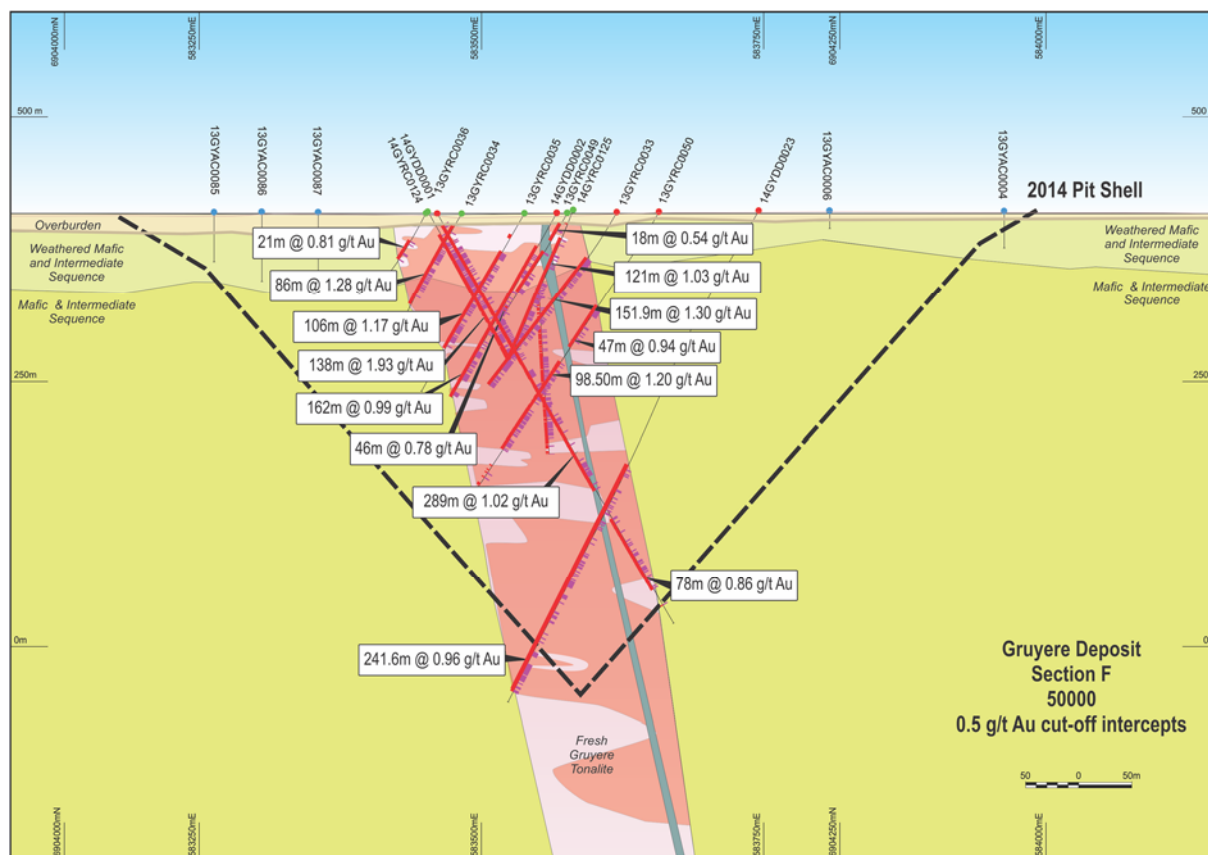 6904000mN
583250mE
583500mE
583750mE
6904250mN
584000mE
500 m
500
13GYAC0085
13GYAC0086
13GYAC0087
14GYRC0124
14GYDD0001
13GYRC0036
13GYRC0034
13GYRC0035
14GYDD0002
13GYRC0049
14GYRC0125
13GYRC0033
13GYRC0050
14GYDD0023
13GYAC0006
13GYAC0004
2014 Pit Shell
Overburden
Weathered Mafic
and Intermediate
Sequence
Mafic & Intermediate
Sequence
Weathered Mafic
and Intermediate
Sequence
Mafic & Intermediate
Sequence
21m @ 0.81 g/t Au
86m @ 1.28 g/t Au
106m @ 1.17 g/t Au
138m @ 1.93 g/t Au
162m @ 0.99 g/t Au
46m @ 0.78 g/t Au
289m @ 1.02 g/t Au
241.6m @ 0.96 g/t Au
18m @ 0.54 g/t Au
121m @ 1.03 g/t Au
151.9m @ 1.30 g/t Au
47m @ 0.94 g/t Au
98.50m @ 1.20 g/t Au
78m @ 0.86 g/t Au
250m
250
0m
Fresh
Gruyere
Tonalite
Gruyere Deposit
Section F
50000
0.5 g/t Au cut-off intercepts
50 0 50m
6904000mN
583250mE
583500mE
583750mE
6904250mN
584000mE